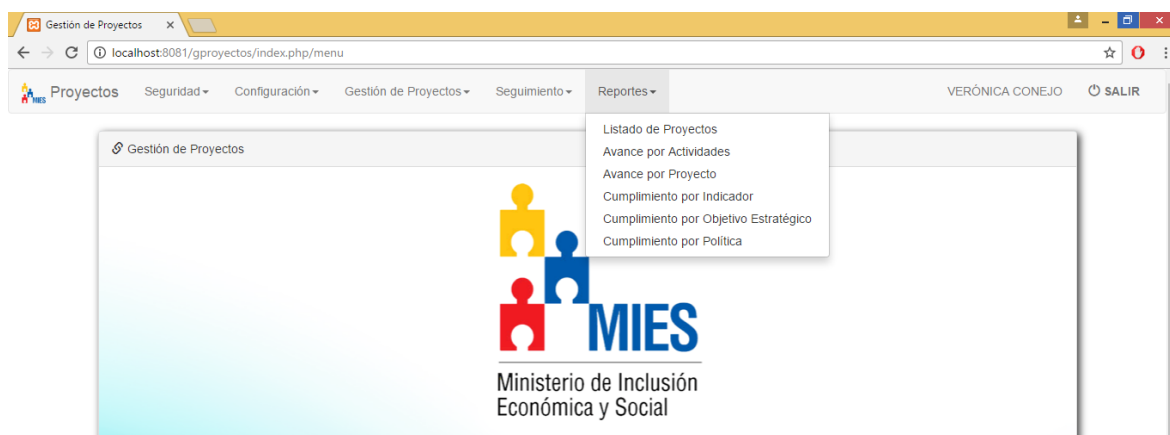 Gestión de Proyectos
localhost:8081/gproyectos/index.php/menu
MIES Proyectos Seguridad Configuración Gestión de Proyectos Seguimiento Reportes VERÓNICA CONEJO SALIR
Listado de Proyectos
Avance por Actividades
Avance por Proyecto
Cumplimiento por Indicador
Cumplimiento por Objetivo Estratégico
Cumplimiento por Política
Gestión de Proyectos
MIES
Ministerio de Inclusión
Económica y Social